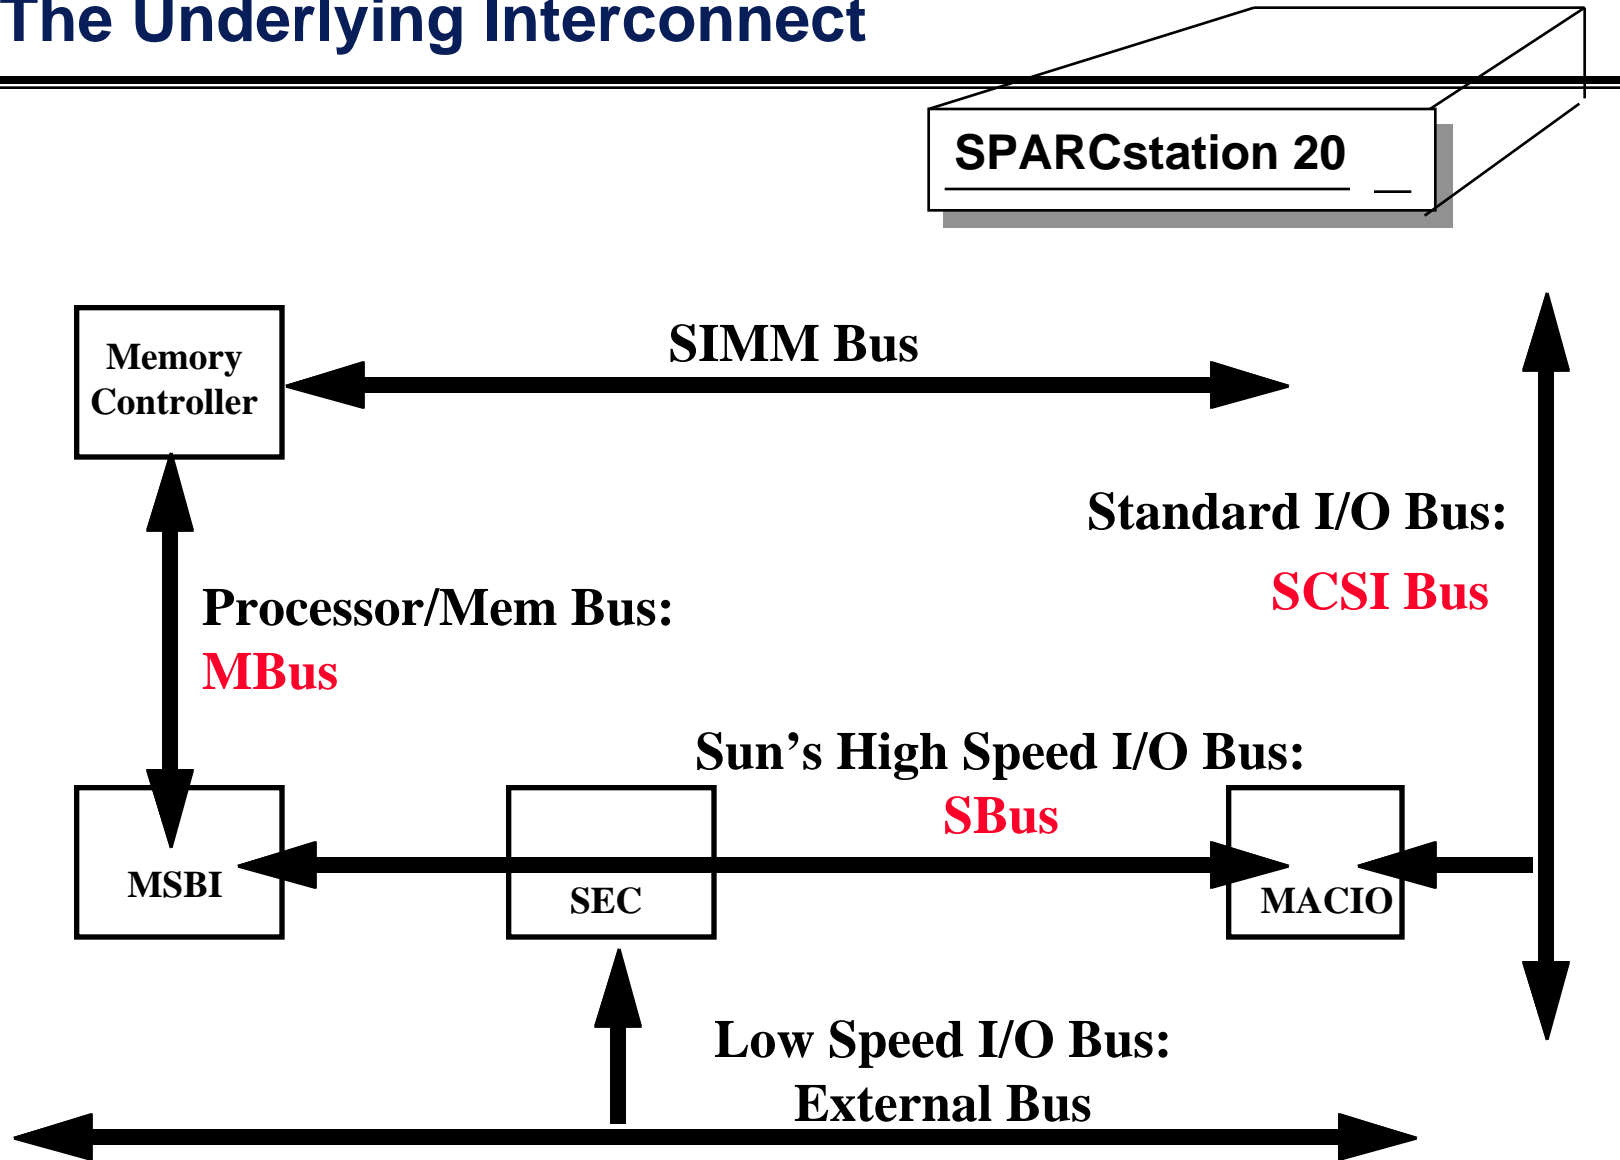 The Underlying Interconnect
SPARCstation 20
SIMM Bus
Memory
Controller
Standard I/O Bus:
SCSI Bus
Processor/Mem Bus:
MBus
Sun’s High Speed I/O Bus:
SBus
MSBI
SEC
MACIO
Low Speed I/O Bus:
External Bus